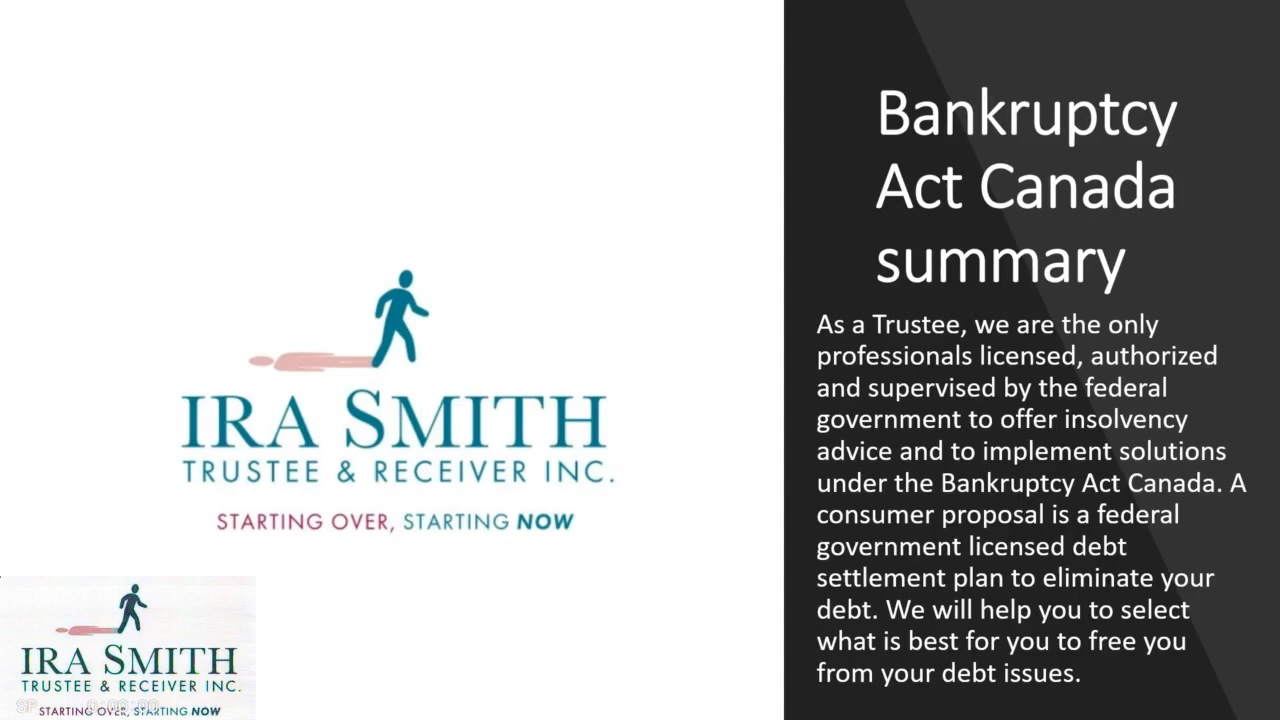 IRA SMITH
TRUSTEE & RECEIVER INC.
STARTING OVER, STARTING NOW
IRA SMITH
TRUSTEE & RECEIVER INC.
STARTING OVER, STARTING NOW
SP
Bankruptcy
Act Canada
summary
As a Trustee, we are the only
professionals licensed, authorized
and supervised by the federal
government to offer insolvency
advice and to implement solutions
under the Bankruptcy Act Canada. A
consumer proposal is a federal
government licensed debt
settlement plan to eliminate your
debt. We will help you to select
what is best for you to free you
from your debt issues.